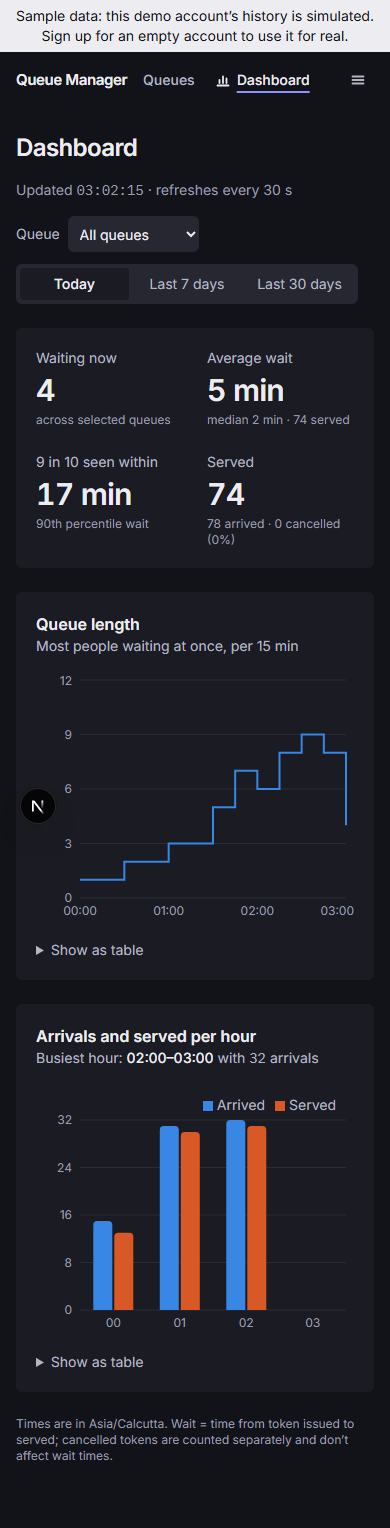 Sample data: this demo account’s history is simulated.
Sign up for an empty account to use it for real.
Queue Manager Queues Dashboard
Dashboard
Updated 03:02:15 · refreshes every 30 s
Queue All queues
Today Last 7 days Last 30 days
Waiting now
4
across selected queues
Average wait
5 min
median 2 min · 74 served
9 in 10 seen within
17 min
90th percentile wait
Served
74
78 arrived · 0 cancelled
(0%)
Queue length
Most people waiting at once, per 15 min
12
9
6
3
0
00:00 01:00 02:00 03:00
Show as table
Arrivals and served per hour
Busiest hour: 02:00–03:00 with 32 arrivals
Arrived Served
32
24
16
8
0
00 01 02 03
Show as table
Times are in Asia/Calcutta. Wait = time from token issued to
served; cancelled tokens are counted separately and don’t
affect wait times.
N